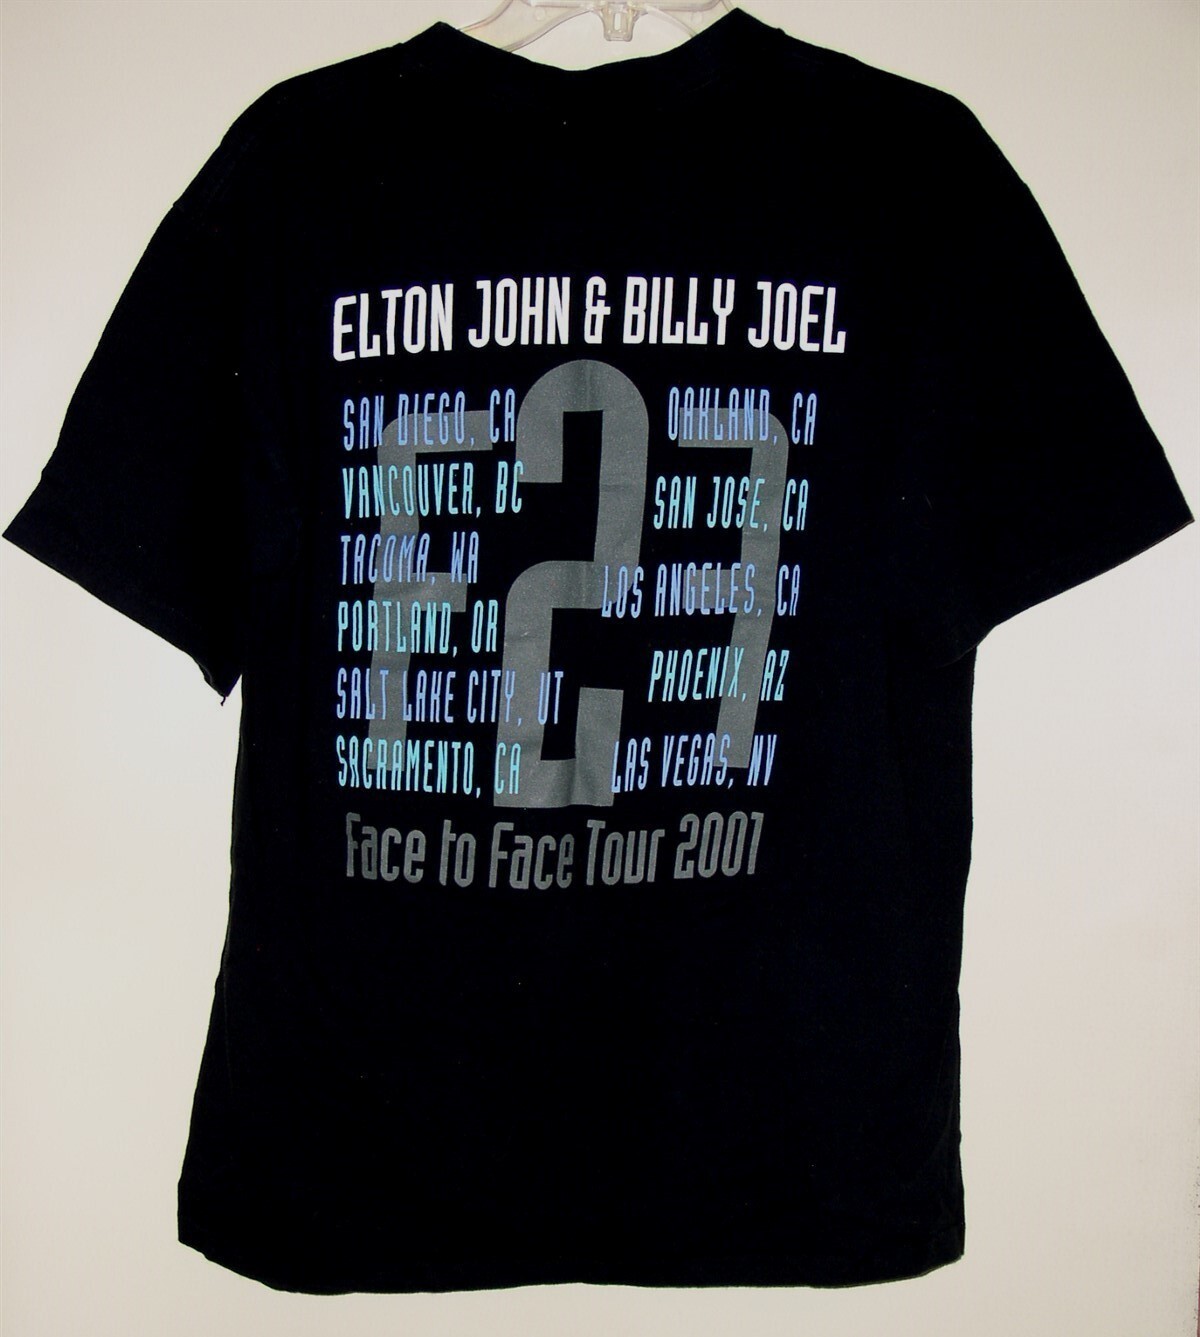 ELTON JOHN & BILLY JOEL
SAN DIEGO, CA
VANCOUVER, BC
TACOMA, WA
PORTLAND, OR
SALT LAKE CITY, UT
SACRAMENTO, CA
OAKLAND, CA
SAN JOSE, CA
LOS ANGELES, CA
PHOENIX, AZ
LAS VEGAS, NV
F2F
Face to Face Tour 2001